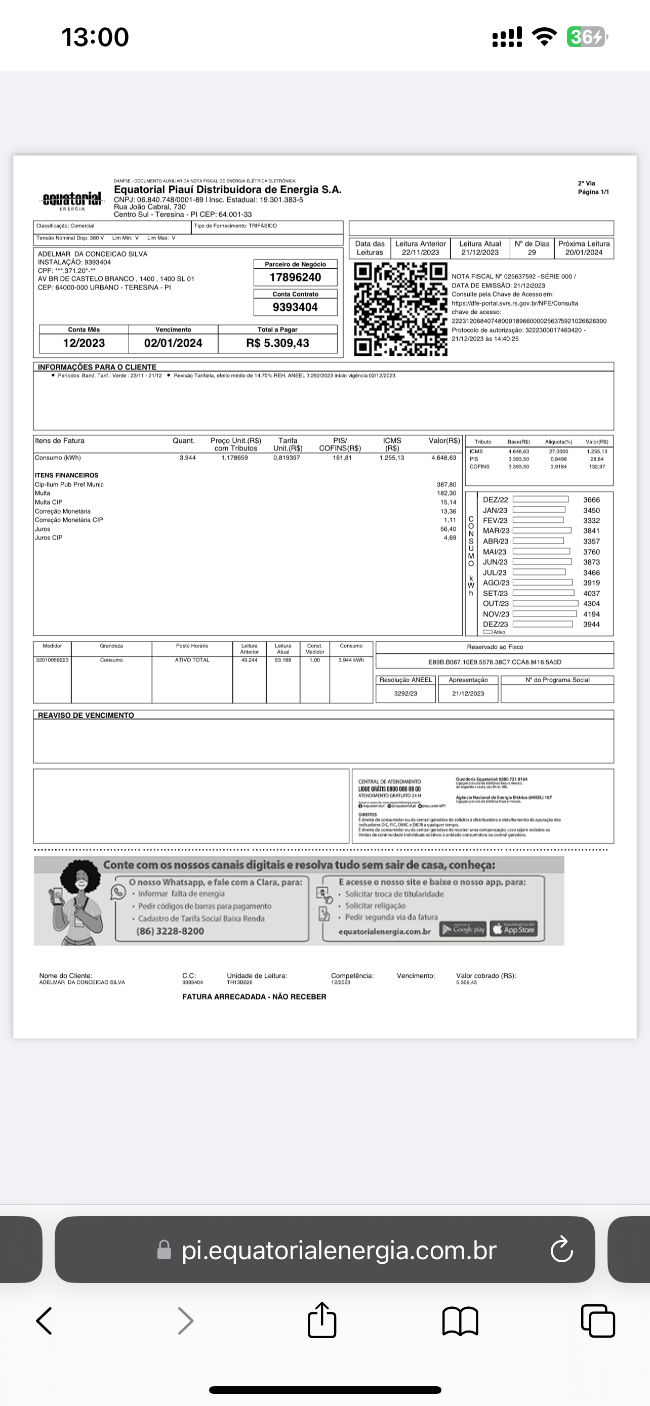 13:00
36
DANFSE - DOCUMENTO AUXILIAR DA NOTA FISCAL DE ENERGIA ELÉTRICA ELETRÔNICA
equatorial
ENERGIA
Equatorial Piauí Distribuidora de Energia S.A.
CNPJ: 06.840.748/0001-89 I Insc. Estadual: 19.301.383-5
Rua João Cabral, 730
Centro Sul - Teresina - PI CEP: 64.001-33
2ª Via
Página 1/1
Classificação: Comercial
Tipo de Fornecimento: TRIFÁSICO
Tensão Nominal Disp: 380 V Lim Min: V Lim Max: V
ADELMAR DA CONCEICAO SILVA
INSTALAÇÃO: 9393404
CPF: ***.371.20*-**
AV BR DE CASTELO BRANCO , 1400 , 1400 SL 01
CEP: 64000-000 URBANO - TERESINA - PI
Parceiro de Negócio
17896240
Conta Contrato
9393404
Conta Mês Vencimento Total a Pagar
12/2023 02/01/2024 R$ 5.309,43
Data das Leituras
Leitura Anterior 22/11/2023
Leitura Atual 21/12/2023
Nº de Dias 29
Próxima Leitura 20/01/2024
NOTA FISCAL Nº 025637592 - SÉRIE 000 /
DATA DE EMISSÃO: 21/12/2023
Consulte pela Chave de Acesso em:
https://dfe-portal.svrs.rs.gov.br/NFE/Consulta
chave de acesso:
Protocolo de autorização: 3222300017463420 -
21/12/2023 às 14:40:25
INFORMAÇÕES PARA O CLIENTE
● Períodos: Band. Tarif.: Verde : 23/11 - 21/12 ● Revisão Tarifária, efeito médio de 14,70% REH. ANEEL 3.292/2023 início vigência 02/12/2023.
Itens de Fatura Quant. Preço Unit.(R$) com Tributos Tarifa Unit.(R$) PIS/ COFINS(R$) ICMS (R$) Valor(R$)
Consumo (kWh) 3.944 1,178659 0,819397 161,81 1.255,13 4.648,63
ITENS FINANCEIROS
Cip-Ilum Pub Pref Munic 387,80
Multa 182,30
Multa CIP 15,14
Correção Monetária 13,36
Correção Monetária CIP 1,11
Juros 56,40
Juros CIP 4,69
Tributo Base(R$) Alíquota(%) Valor(R$)
ICMS 4.648,63 27,0000 1.255,13
PIS 3.393,50 0,8498 28,84
COFINS 3.393,50 3,9184 132,97
CONSUMO kWh
DEZ/22 3666
JAN/23 3450
FEV/23 3332
MAR/23 3841
ABR/23 3357
MAI/23 3760
JUN/23 3873
JUL/23 3466
AGO/23 3919
SET/23 4037
OUT/23 4304
NOV/23 4194
DEZ/23 3944
Ativo
Medidor Grandeza Posto Horário Leitura Anterior Leitura Atual Const. Medidor Consumo
Consumo ATIVO TOTAL 49.244 53.188 1,00 3.944 kWh
Reservado ao Fisco
E89B.B067.10E9.5576.38C7.CCA8.8416.5A0D
Resolução ANEEL Apresentação Nº do Programa Social
3292/23 21/12/2023
REAVISO DE VENCIMENTO
CENTRAL DE ATENDIMENTO
LIGUE GRÁTIS 0800 086 08 00
ATENDIMENTO GRATUITO 24 H
Ouvidoria Equatorial: 0800 721 8164
Agência Nacional de Energia Elétrica (ANEEL) 167
DIREITOS
Conte com os nossos canais digitais e resolva tudo sem sair de casa, conheça:
O nosso Whatsapp, e fale com a Clara, para:
• Informar falta de energia
• Pedir códigos de barras para pagamento
• Cadastro de Tarifa Social Baixa Renda
(86) 3228-8200
E acesse o nosso site e baixe o nosso app, para:
• Solicitar troca de titularidade
• Solicitar religação
• Pedir segunda via da fatura
equatorialenergia.com.br
Google play
App Store
Nome do Cliente: C.C: Unidade de Leitura: Competência: Vencimento: Valor cobrado (R$):
ADELMAR DA CONCEICAO SILVA 9393404 TH13B026 12/2023 5.309,43
FATURA ARRECADADA - NÃO RECEBER
pi.equatorialenergia.com.br